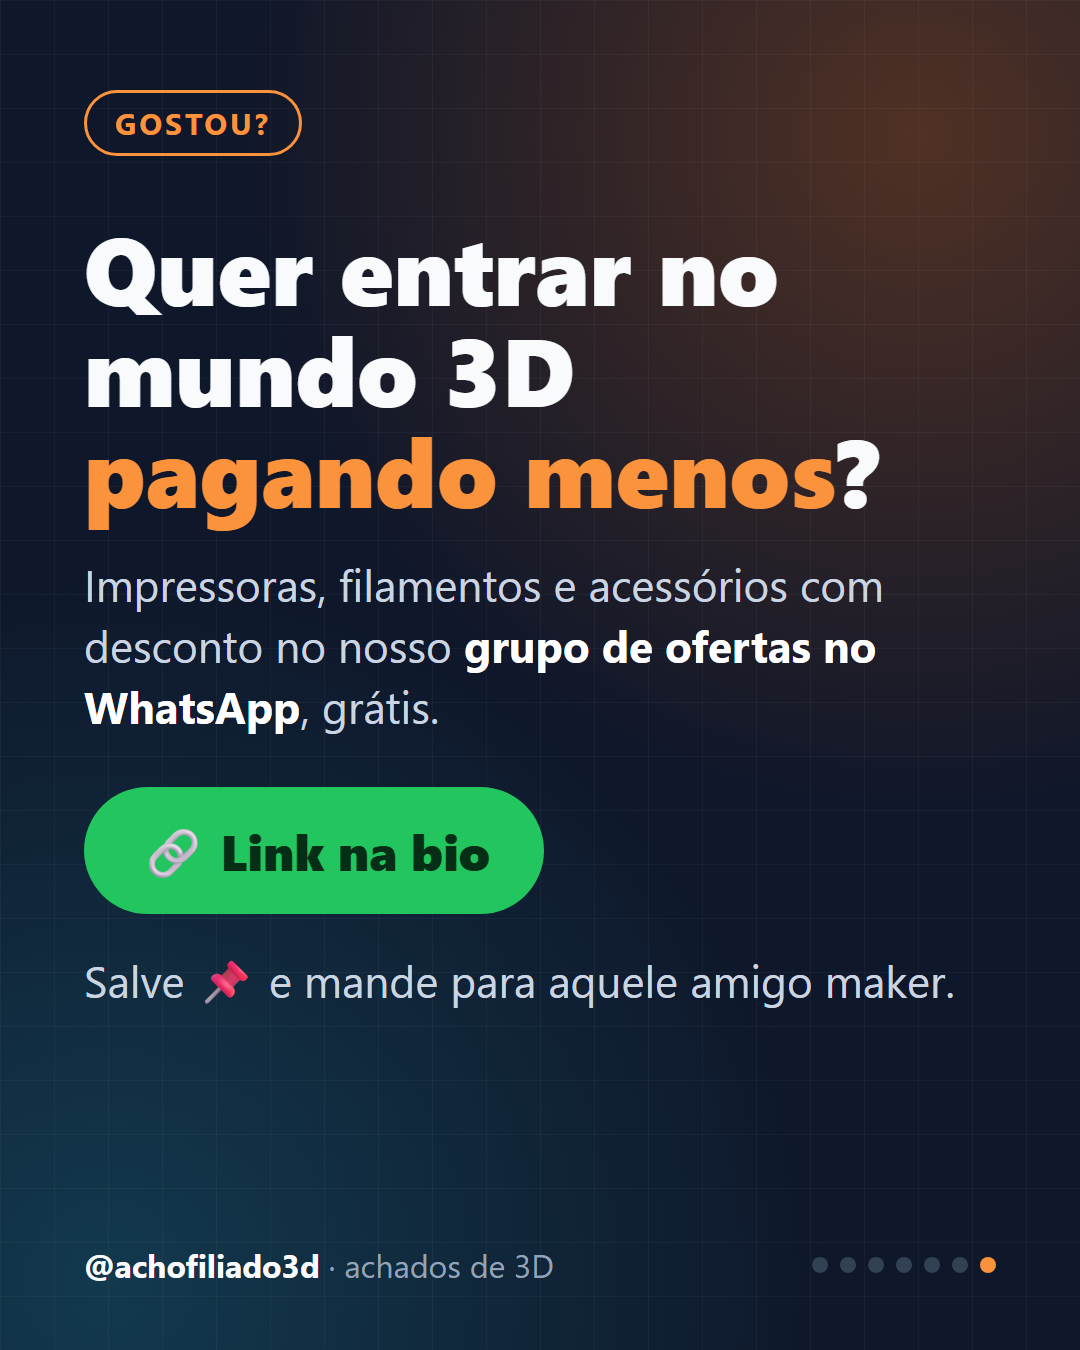 GOSTOU?
Quer entrar no
mundo 3D
pagando menos?
Impressoras, filamentos e acessórios com
desconto no nosso grupo de ofertas no
WhatsApp, grátis.
🔗 Link na bio
Salve 📌 e mande para aquele amigo maker.
@achofiliado3d · achados de 3D